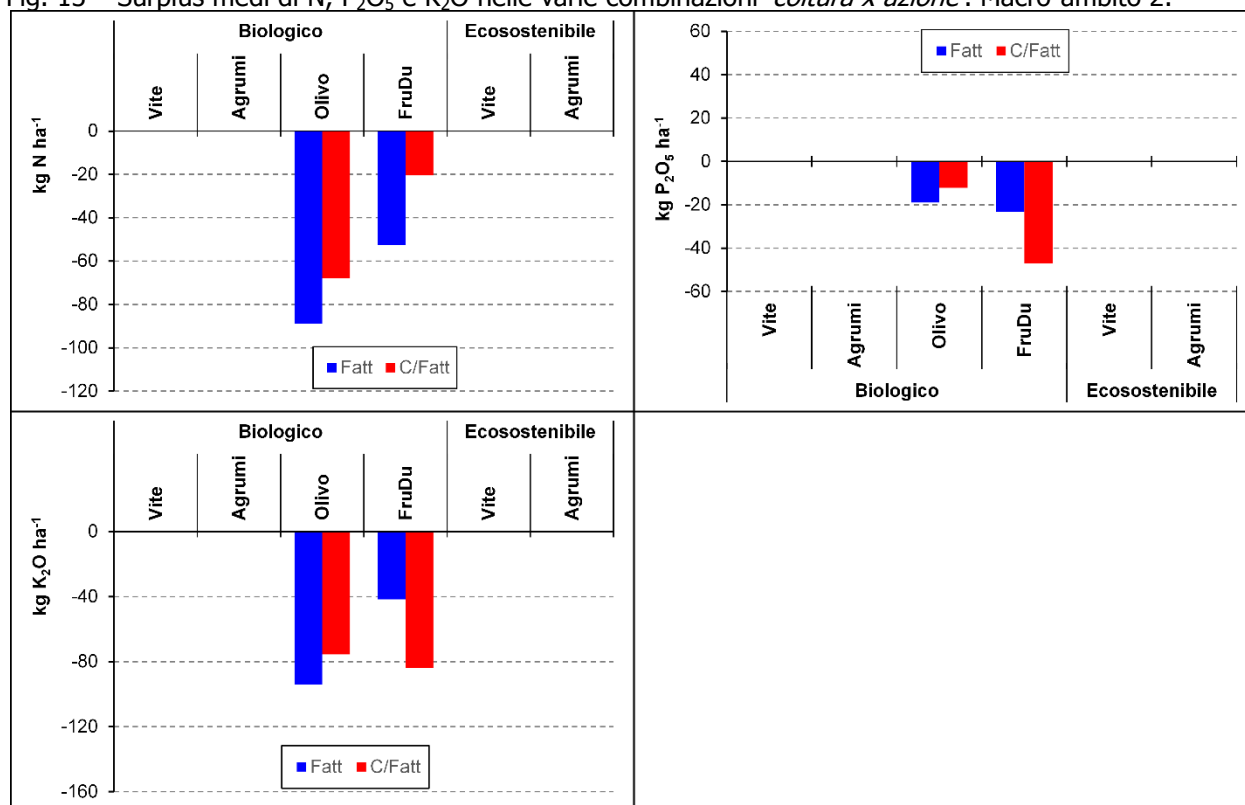 Fig. 15 – Surplus medi di N, P₂O₅ e K₂O nelle varie combinazioni "coltura x azione". Macro-ambito 2.
Biologico
Ecosostenibile
Vite
Agrumi
Olivo
FruDu
Vite
Agrumi
kg N ha⁻¹
0
-20
-40
-60
-80
-100
-120
Fatt
C/Fatt
kg P₂O₅ ha⁻¹
60
40
20
0
-20
-40
-60
Fatt
C/Fatt
Vite
Agrumi
Olivo
FruDu
Vite
Agrumi
Biologico
Ecosostenibile
Biologico
Ecosostenibile
Vite
Agrumi
Olivo
FruDu
Vite
Agrumi
kg K₂O ha⁻¹
0
-40
-80
-120
-160
Fatt
C/Fatt